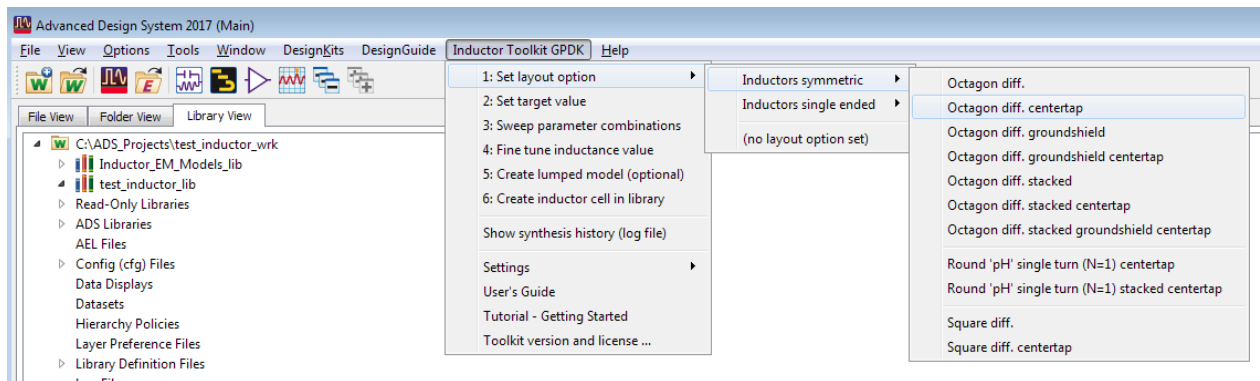 Advanced Design System 2017 (Main)
File View Options Tools Window DesignKits DesignGuide Inductor Toolkit GPDK Help
File View Folder View Library View
C:\ADS_Projects\test_inductor_wrk
Inductor_EM_Models_lib
test_inductor_lib
Read-Only Libraries
ADS Libraries
AEL Files
Config (cfg) Files
Data Displays
Datasets
Hierarchy Policies
Layer Preference Files
Library Definition Files
1: Set layout option
2: Set target value
3: Sweep parameter combinations
4: Fine tune inductance value
5: Create lumped model (optional)
6: Create inductor cell in library
Show synthesis history (log file)
Settings
User's Guide
Tutorial - Getting Started
Toolkit version and license ...
Inductors symmetric
Inductors single ended
(no layout option set)
Octagon diff.
Octagon diff. centertap
Octagon diff. groundshield
Octagon diff. groundshield centertap
Octagon diff. stacked
Octagon diff. stacked centertap
Octagon diff. stacked groundshield centertap
Round 'pH' single turn (N=1) centertap
Round 'pH' single turn (N=1) stacked centertap
Square diff.
Square diff. centertap